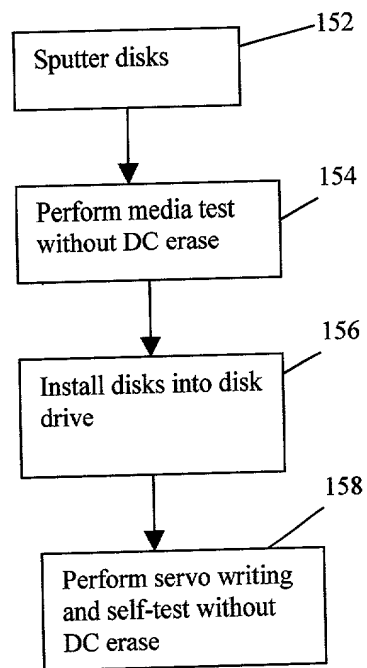 152
Sputter disks
154
Perform media test
without DC erase
156
Install disks into disk
drive
158
Perform servo writing
and self-test without
DC erase